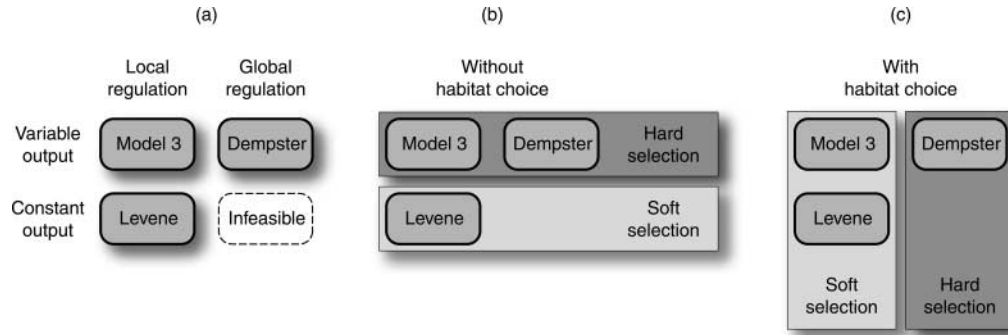 (a)
Local
regulation
Global
regulation
Variable
output
Model 3
Dempster
Constant
output
Levene
Infeasible
(b)
Without
habitat choice
Model 3
Dempster
Hard
selection
Levene
Soft
selection
(c)
With
habitat choice
Model 3
Dempster
Levene
Soft
selection
Hard
selection